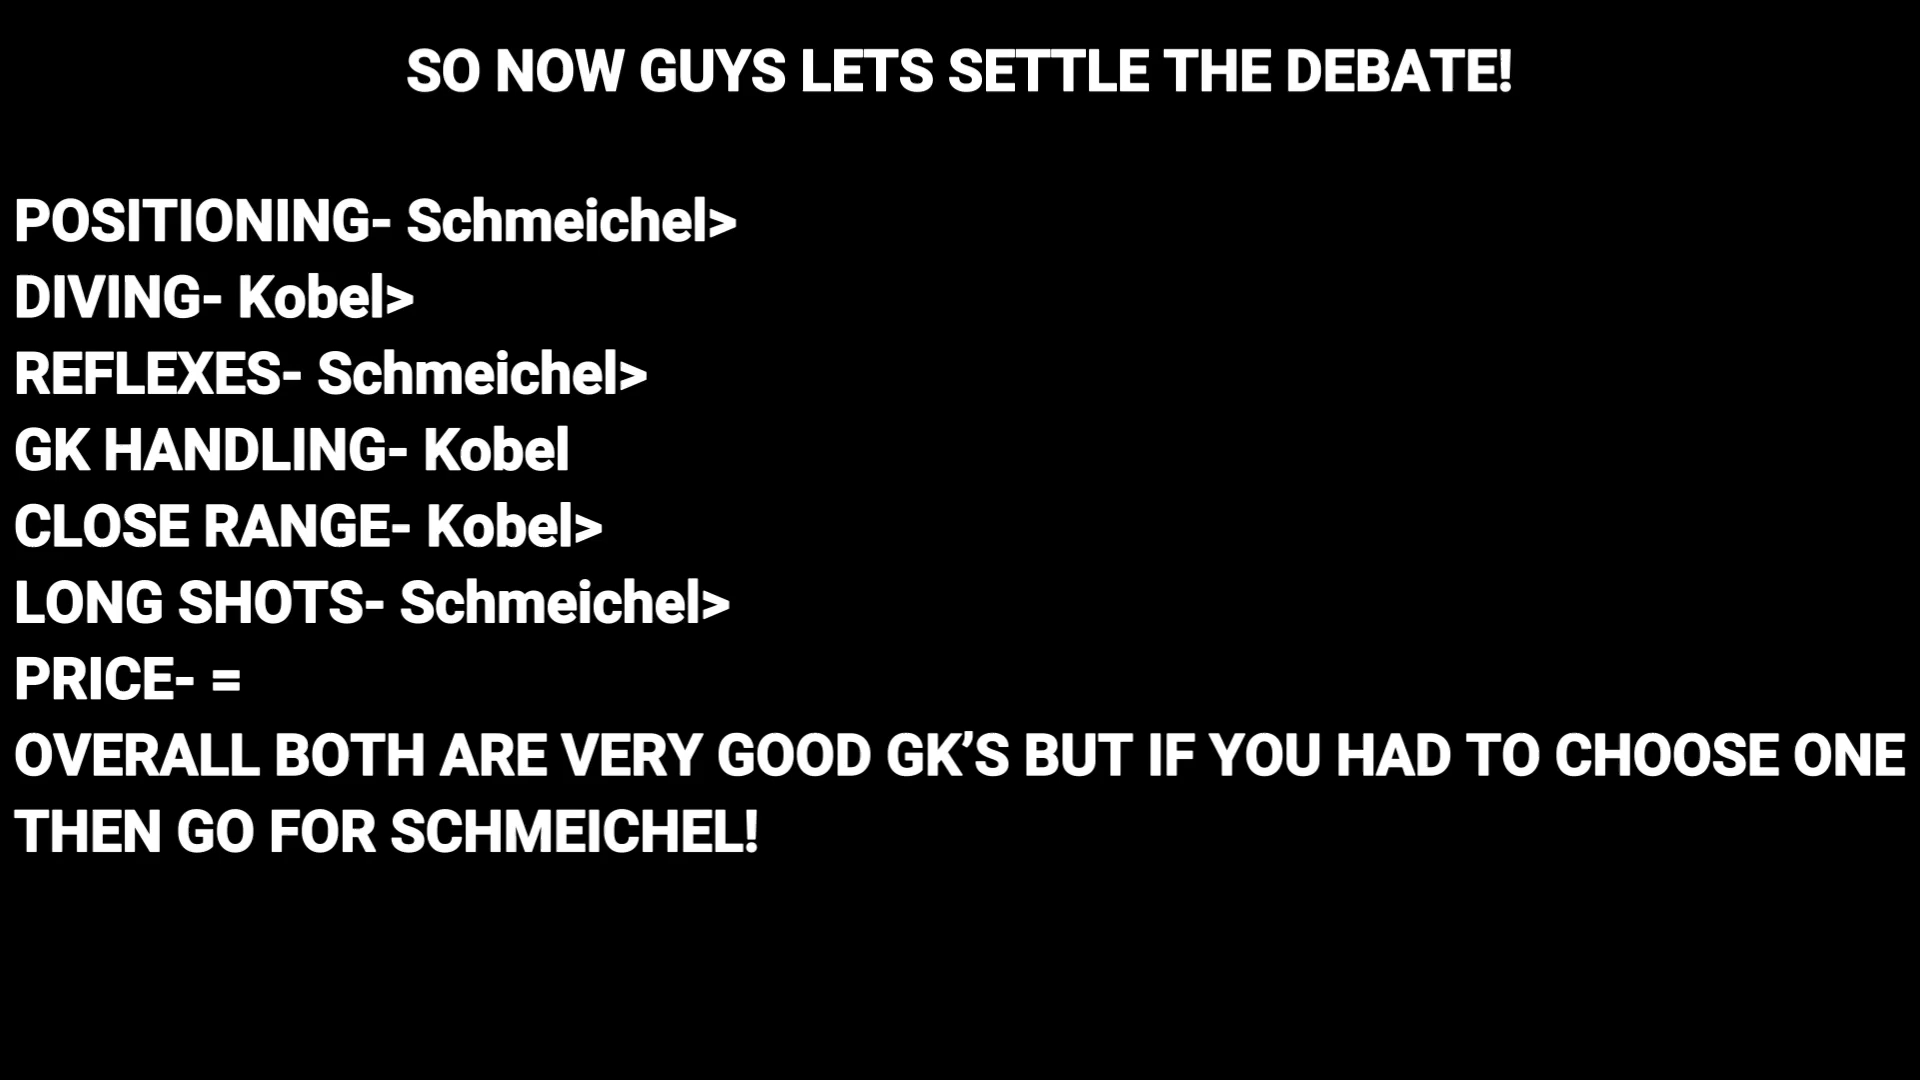 SO NOW GUYS LETS SETTLE THE DEBATE!
POSITIONING- Schmeichel>
DIVING- Kobel>
REFLEXES- Schmeichel>
GK HANDLING- Kobel
CLOSE RANGE- Kobel>
LONG SHOTS- Schmeichel>
PRICE- =
OVERALL BOTH ARE VERY GOOD GK’S BUT IF YOU HAD TO CHOOSE ONE
THEN GO FOR SCHMEICHEL!